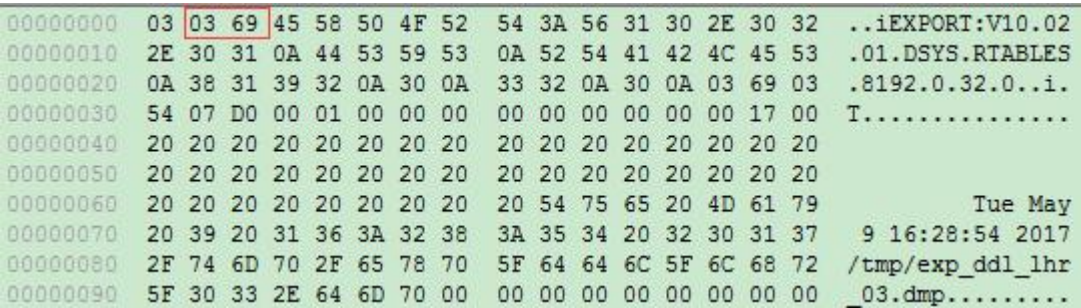 00000000 03 03 69 45 58 50 4F 52 54 3A 56 31 30 2E 30 32 ..iEXPORT:V10.02
00000010 2E 30 31 0A 44 53 59 53 0A 52 54 41 42 4C 45 53 .01.DSYS.RTABLES
00000020 0A 38 31 39 32 0A 30 0A 33 32 0A 30 0A 03 69 03 .8192.0.32.0..i.
00000030 54 07 D0 00 01 00 00 00 00 00 00 00 00 00 17 00 T...............
00000040 20 20 20 20 20 20 20 20 20 20 20 20 20 20 20 20
00000050 20 20 20 20 20 20 20 20 20 20 20 20 20 20 20 20
00000060 20 20 20 20 20 20 20 20 20 54 75 65 20 4D 61 79 Tue May
00000070 20 39 20 31 36 3A 32 38 3A 35 34 20 32 30 31 37 9 16:28:54 2017
00000080 2F 74 6D 70 2F 65 78 70 5F 64 64 6C 5F 6C 68 72 /tmp/exp_ddl_lhr
00000090 5F 30 33 2E 64 6D 70 00 00 00 00 00 00 00 00 00 _03.dmp.........